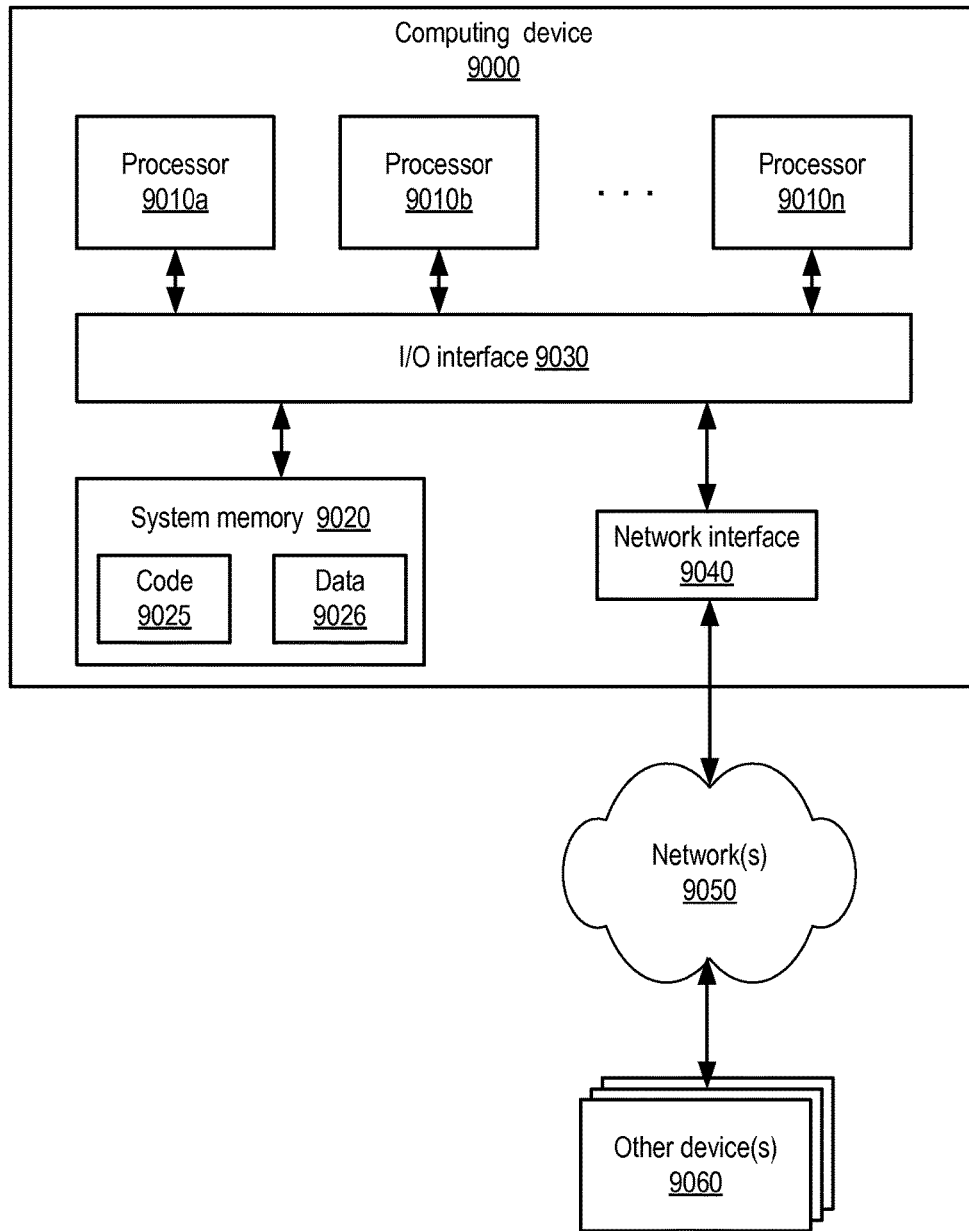 Computing device
9000
Processor
9010a
Processor
9010b
. . .
Processor
9010n
I/O interface 9030
System memory 9020
Code
9025
Data
9026
Network interface
9040
Network(s)
9050
Other device(s)
9060